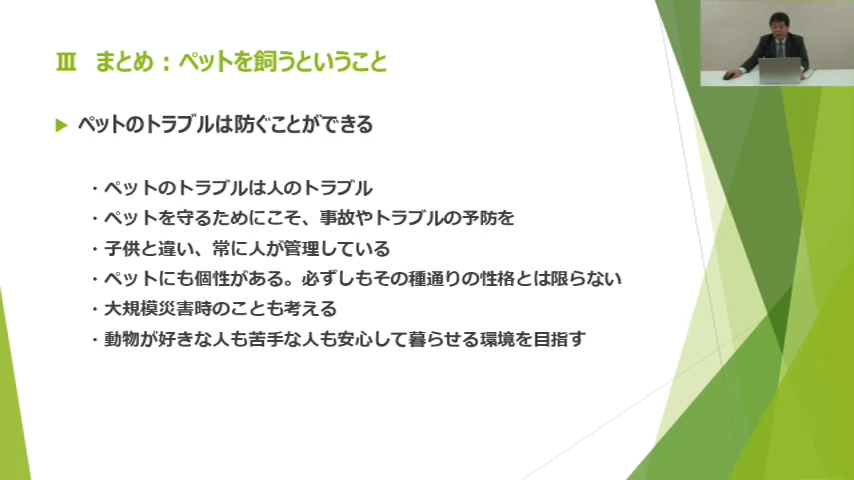 Ⅲ まとめ：ペットを飼うということ
ペットのトラブルは防ぐことができる
・ペットのトラブルは人のトラブル
・ペットを守るためにこそ、事故やトラブルの予防を
・子供と違い、常に人が管理している
・ペットにも個性がある。必ずしもその種通りの性格とは限らない
・大規模災害時のことも考える
・動物が好きな人も苦手な人も安心して暮らせる環境を目指す